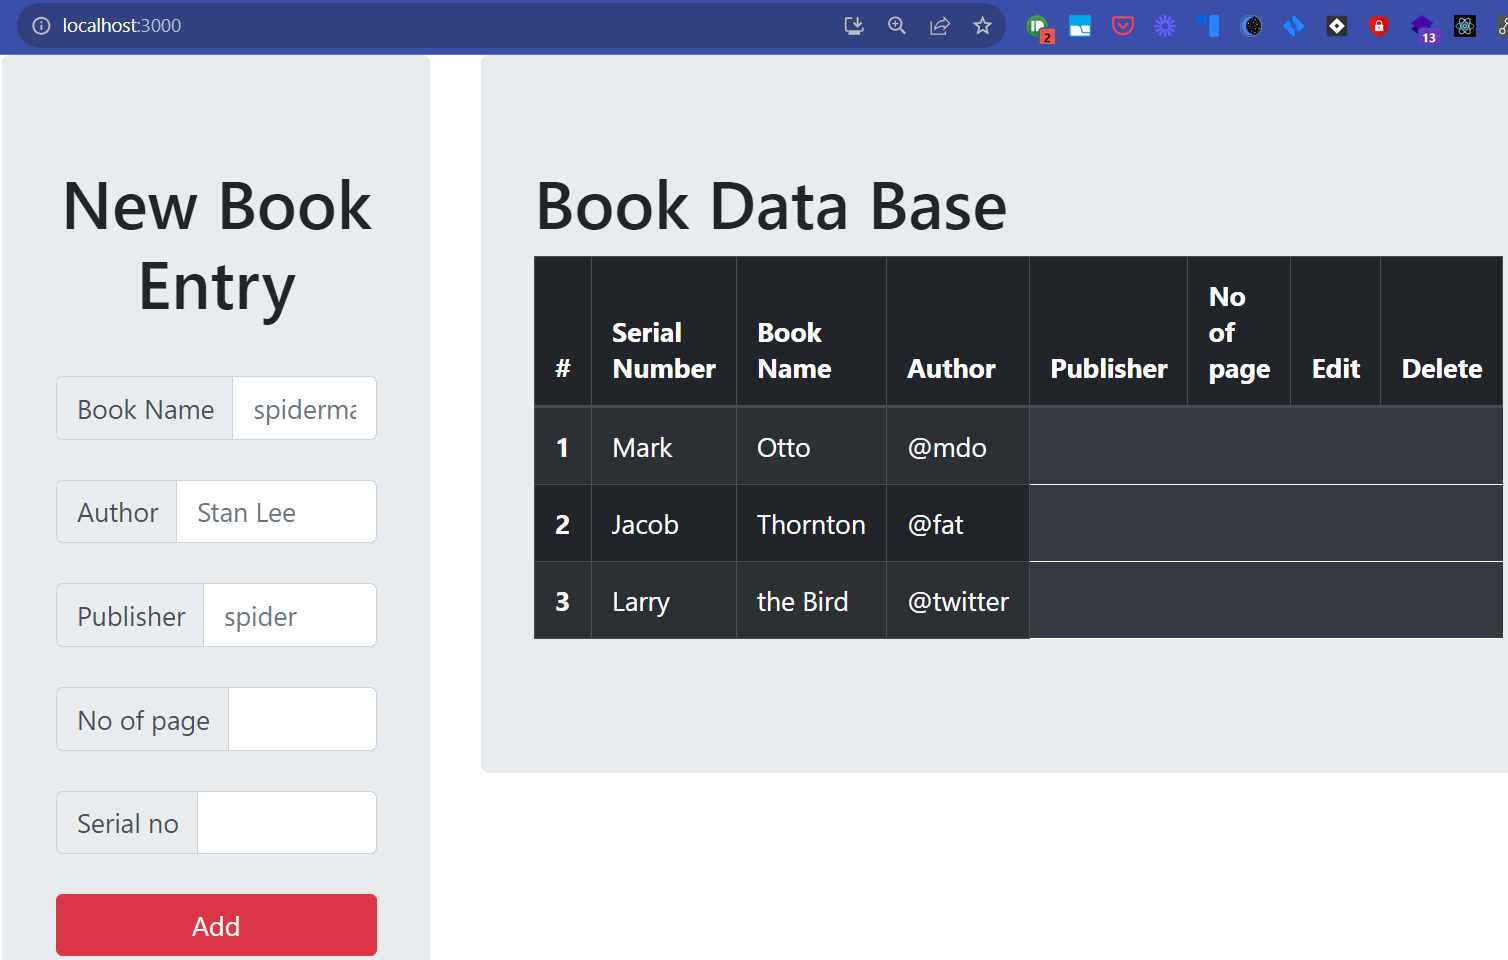 localhost:3000
2
13
New Book
Entry
Book Name spiderma
Author Stan Lee
Publisher spider
No of page
Serial no
Add
Book Data Base
# Serial Number Book Name Author Publisher No of page Edit Delete
1 Mark Otto @mdo
2 Jacob Thornton @fat
3 Larry the Bird @twitter